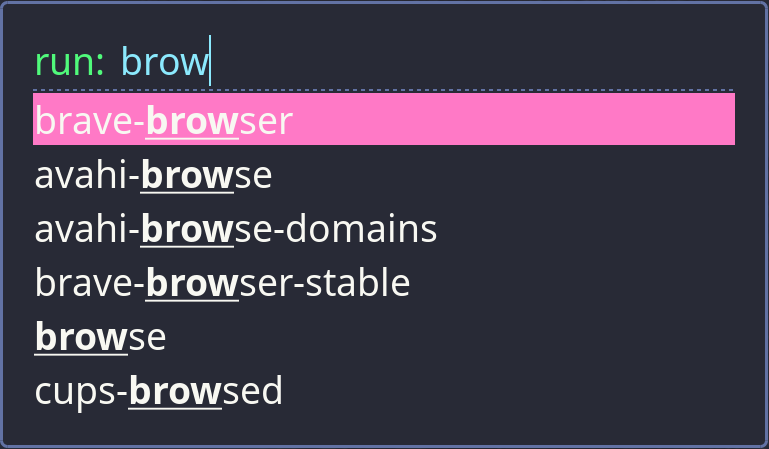 run: brow
brave-browser
avahi-browse
avahi-browse-domains
brave-browser-stable
browse
cups-browsed